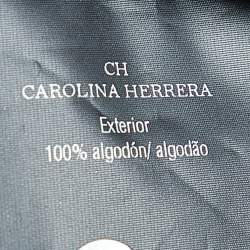 CH
CAROLINA HERRERA
Exterior
100% algodón/ algodão